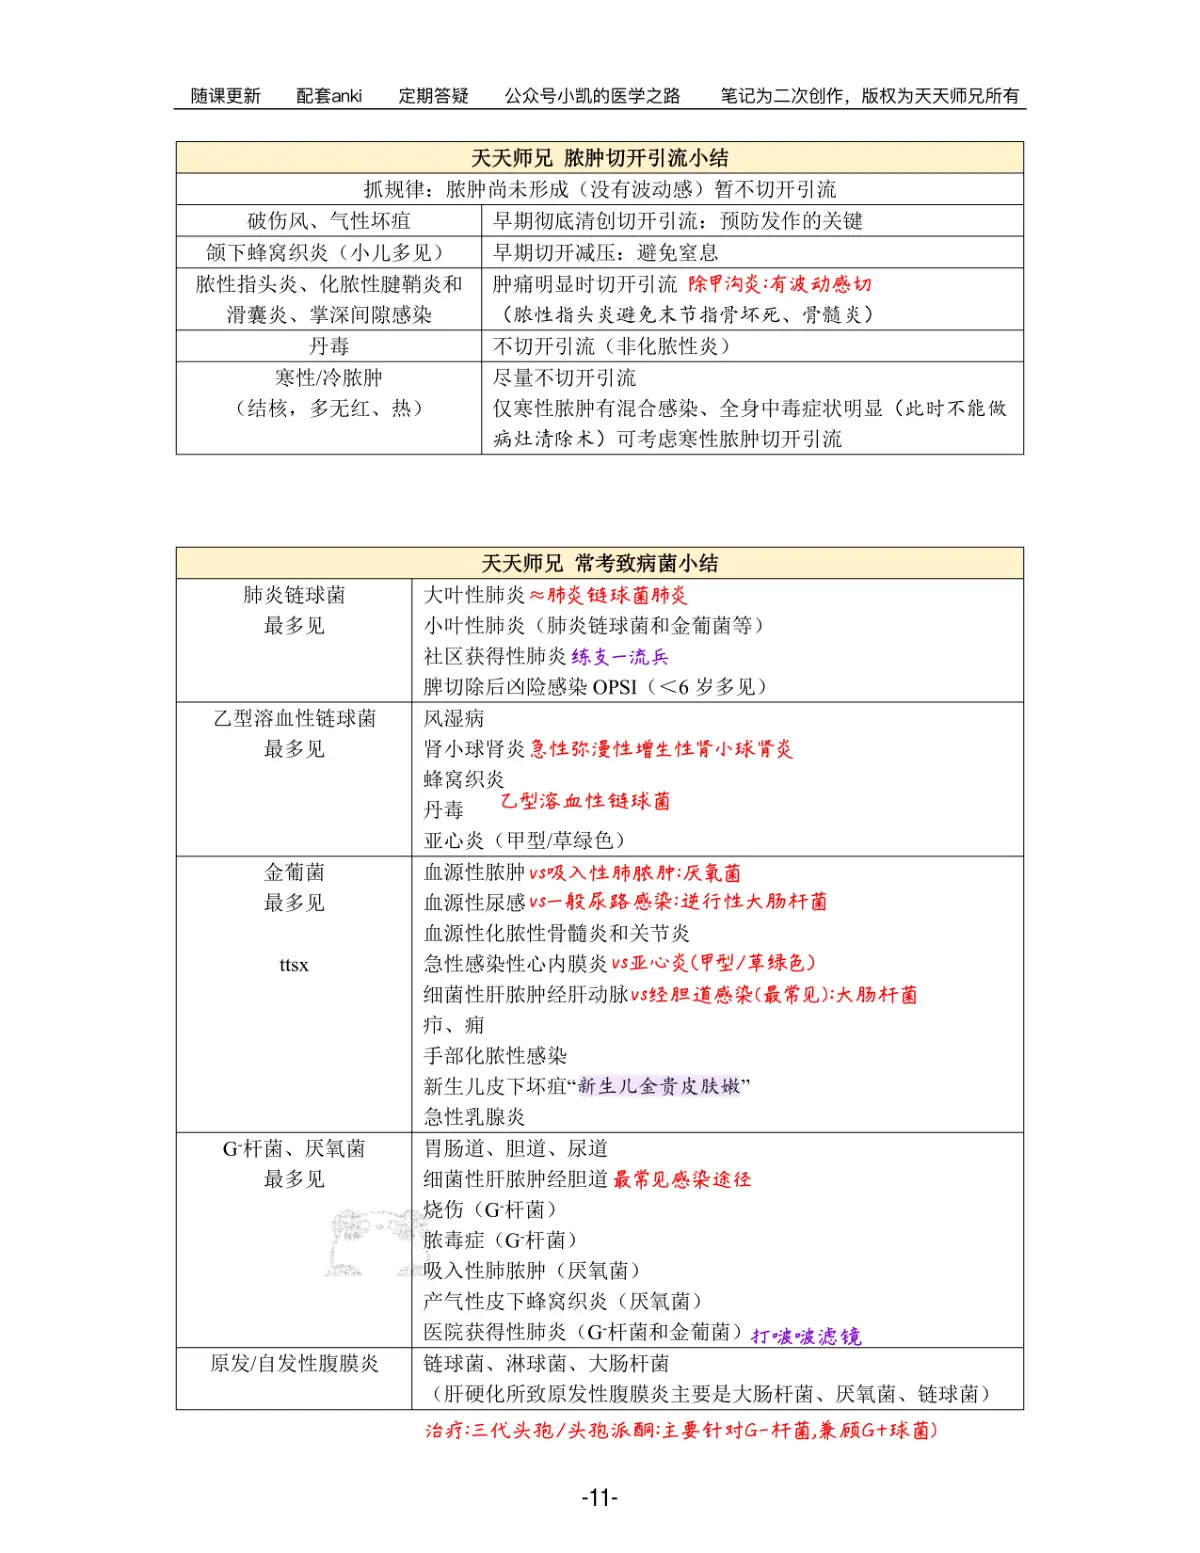 随课更新 配套anki 定期答疑 公众号小凯的医学之路 笔记为二次创作，版权为天天师兄所有
天天师兄 脓肿切开引流小结
抓规律：脓肿尚未形成（没有波动感）暂不切开引流
破伤风、气性坏疽 早期彻底清创切开引流：预防发作的关键
颌下蜂窝织炎（小儿多见） 早期切开减压：避免窒息
脓性指头炎、化脓性腱鞘炎和 肿痛明显时切开引流 除甲沟炎:有波动感切
滑囊炎、掌深间隙感染 （脓性指头炎避免末节指骨坏死、骨髓炎）
丹毒 不切开引流（非化脓性炎）
寒性/冷脓肿 尽量不切开引流
（结核，多无红、热） 仅寒性脓肿有混合感染、全身中毒症状明显（此时不能做
病灶清除术）可考虑寒性脓肿切开引流
天天师兄 常考致病菌小结
肺炎链球菌 大叶性肺炎≈肺炎链球菌肺炎
最多见 小叶性肺炎（肺炎链球菌和金葡菌等）
社区获得性肺炎 练支一流兵
脾切除后凶险感染 OPSI（＜6 岁多见）
乙型溶血性链球菌 风湿病
最多见 肾小球肾炎 急性弥漫性增生性肾小球肾炎
蜂窝织炎
丹毒 乙型溶血性链球菌
亚心炎（甲型/草绿色）
金葡菌 血源性脓肿 vs吸入性肺脓肿:厌氧菌
最多见 血源性尿感 vs一般尿路感染:逆行性大肠杆菌
血源性化脓性骨髓炎和关节炎
ttsx 急性感染性心内膜炎 vs亚心炎(甲型/草绿色)
细菌性肝脓肿经肝动脉 vs经胆道感染(最常见):大肠杆菌
疖、痈
手部化脓性感染
新生儿皮下坏疽“新生儿金贵皮肤嫩”
急性乳腺炎
G-杆菌、厌氧菌 胃肠道、胆道、尿道
最多见 细菌性肝脓肿经胆道 最常见感染途径
烧伤（G-杆菌）
脓毒症（G-杆菌）
吸入性肺脓肿（厌氧菌）
产气性皮下蜂窝织炎（厌氧菌）
医院获得性肺炎（G-杆菌和金葡菌）打啵啵滤镜
原发/自发性腹膜炎 链球菌、淋球菌、大肠杆菌
（肝硬化所致原发性腹膜炎主要是大肠杆菌、厌氧菌、链球菌）
治疗:三代头孢/头孢派酮:主要针对G-杆菌,兼顾G+球菌)
-11-